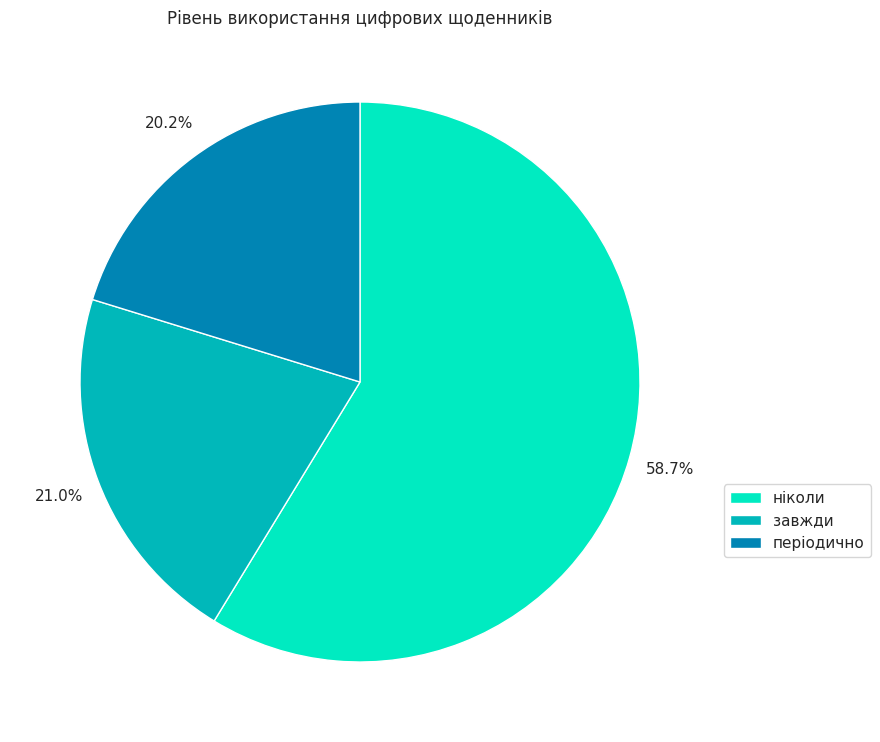 Рівень використання цифрових щоденників
20.2%
58.7%
21.0%
ніколи
завжди
періодично